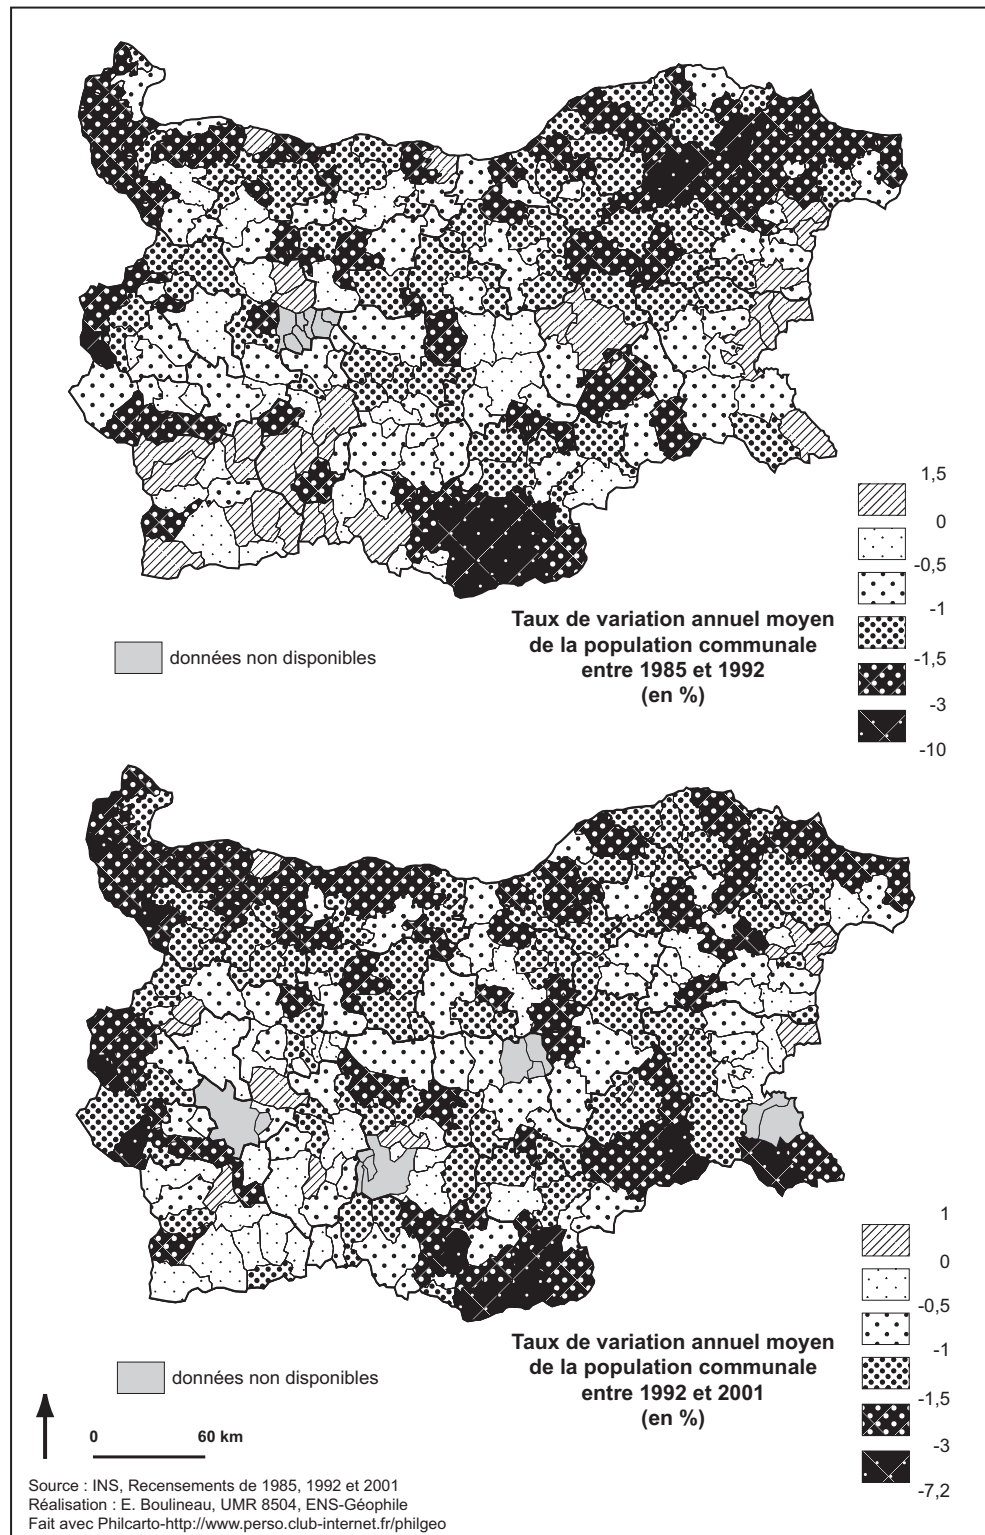 1,5
0
-0,5
-1
-1,5
-3
-10
Taux de variation annuel moyen
de la population communale
entre 1985 et 1992
(en %)
données non disponibles
1
0
-0,5
-1
-1,5
-3
-7,2
Taux de variation annuel moyen
de la population communale
entre 1992 et 2001
(en %)
données non disponibles
0 60 km
Source : INS, Recensements de 1985, 1992 et 2001
Réalisation : E. Boulineau, UMR 8504, ENS-Géophile
Fait avec Philcarto-http://www.perso.club-internet.fr/philgeo